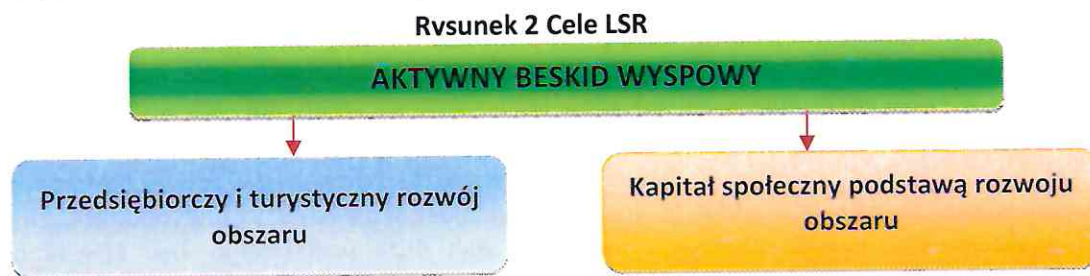 Rysunek 2 Cele LSR
AKTYWNY BESKID WYSPOWY
Przedsiębiorczy i turystyczny rozwój
obszaru
Kapitał społeczny podstawą rozwoju
obszaru